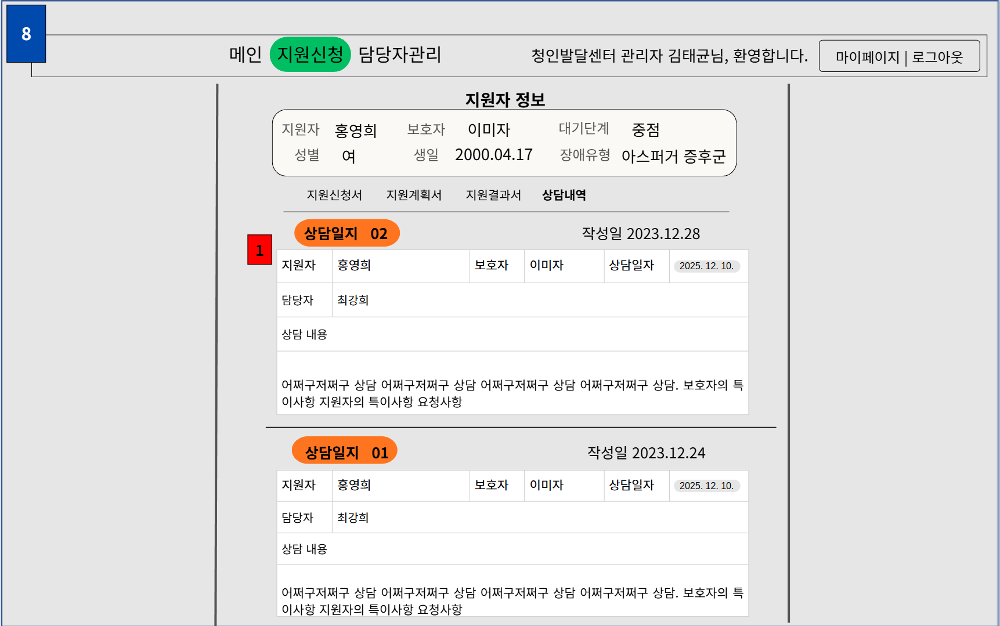 8
메인 지원신청 담당자관리 청인발달센터 관리자 김태균님, 환영합니다. 마이페이지 | 로그아웃
지원자 정보
지원자 홍영희 보호자 이미자 대기단계 중점
성별 여 생일 2000.04.17 장애유형 아스퍼거 증후군
지원신청서 지원계획서 지원결과서 상담내역
상담일지 02 작성일 2023.12.28
1
지원자 홍영희 보호자 이미자 상담일자 2025. 12. 10.
담당자 최강희
상담 내용
어쩌구저쩌구 상담 어쩌구저쩌구 상담 어쩌구저쩌구 상담 어쩌구저쩌구 상담. 보호자의 특
이사항 지원자의 특이사항 요청사항
상담일지 01 작성일 2023.12.24
지원자 홍영희 보호자 이미자 상담일자 2025. 12. 10.
담당자 최강희
상담 내용
어쩌구저쩌구 상담 어쩌구저쩌구 상담 어쩌구저쩌구 상담 어쩌구저쩌구 상담. 보호자의 특
이사항 지원자의 특이사항 요청사항